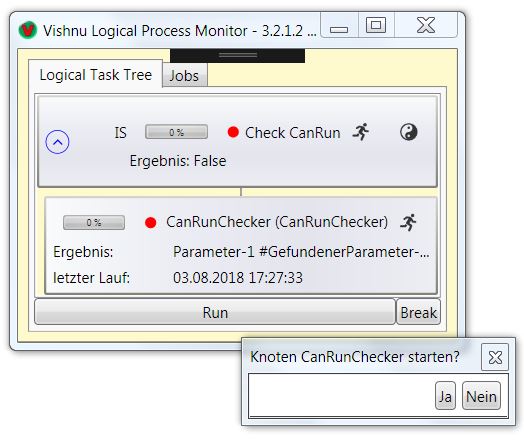 Vishnu Logical Process Monitor - 3.2.1.2 ...
Logical Task Tree Jobs
IS 0 % Check CanRun
Ergebnis: False
0 % CanRunChecker (CanRunChecker)
Ergebnis: Parameter-1 #GefundenerParameter-...
letzter Lauf: 03.08.2018 17:27:33
Run Break
Knoten CanRunChecker starten?
Ja Nein